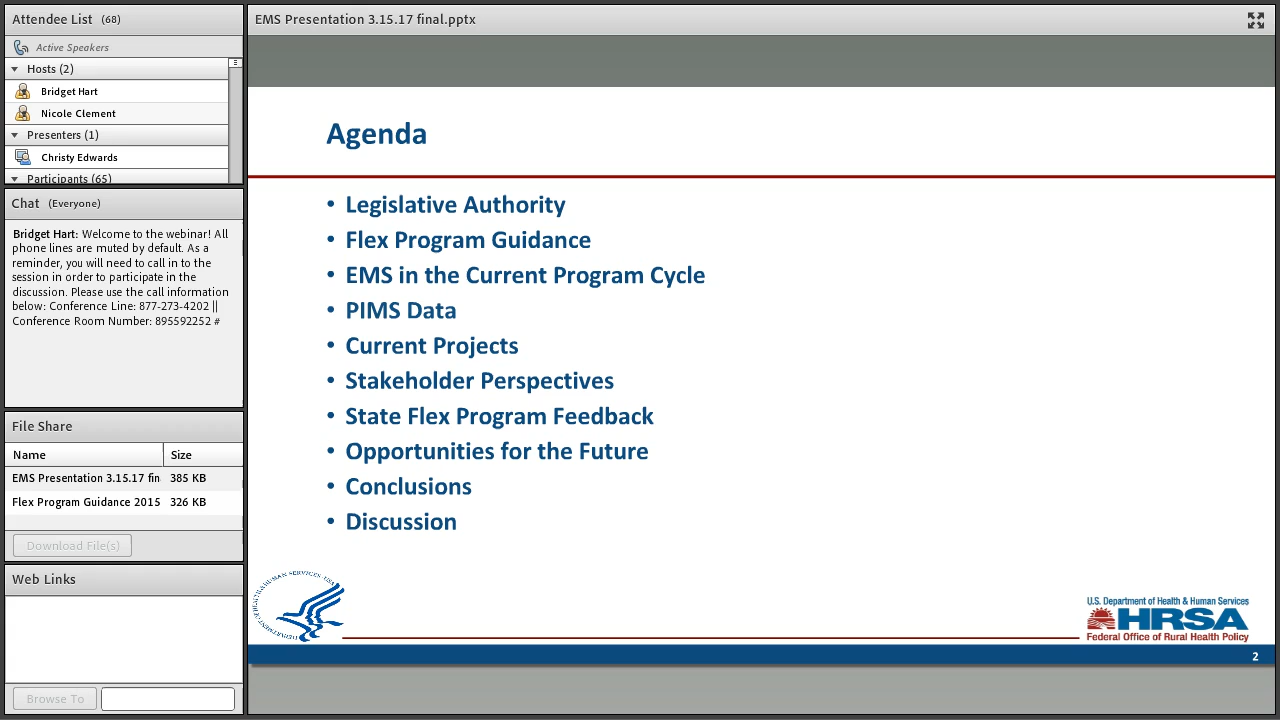 Attendee List (68)
Active Speakers
Hosts (2)
Bridget Hart
Nicole Clement
Presenters (1)
Christy Edwards
Participants (65)
Chat (Everyone)
Bridget Hart: Welcome to the webinar! All
phone lines are muted by default. As a
reminder, you will need to call in to the
session in order to participate in the
discussion. Please use the call information
below: Conference Line: 877-273-4202 ||
Conference Room Number: 895592252 #
File Share
Name Size
EMS Presentation 3.15.17 fin 385 KB
Flex Program Guidance 2015 326 KB
Download File(s)
Web Links
Browse To
EMS Presentation 3.15.17 final.pptx
Agenda
• Legislative Authority
• Flex Program Guidance
• EMS in the Current Program Cycle
• PIMS Data
• Current Projects
• Stakeholder Perspectives
• State Flex Program Feedback
• Opportunities for the Future
• Conclusions
• Discussion
DEPARTMENT OF HEALTH & HUMAN SERVICES · USA
U.S. Department of Health & Human Services
HRSA
Federal Office of Rural Health Policy
2